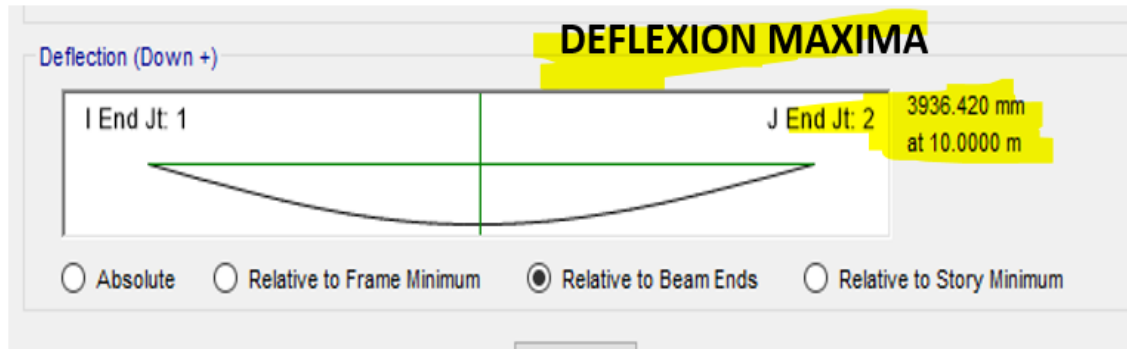 DEFLEXION MAXIMA
Deflection (Down +)
I End Jt: 1
J End Jt: 2
3936.420 mm
at 10.0000 m
Absolute
Relative to Frame Minimum
Relative to Beam Ends
Relative to Story Minimum